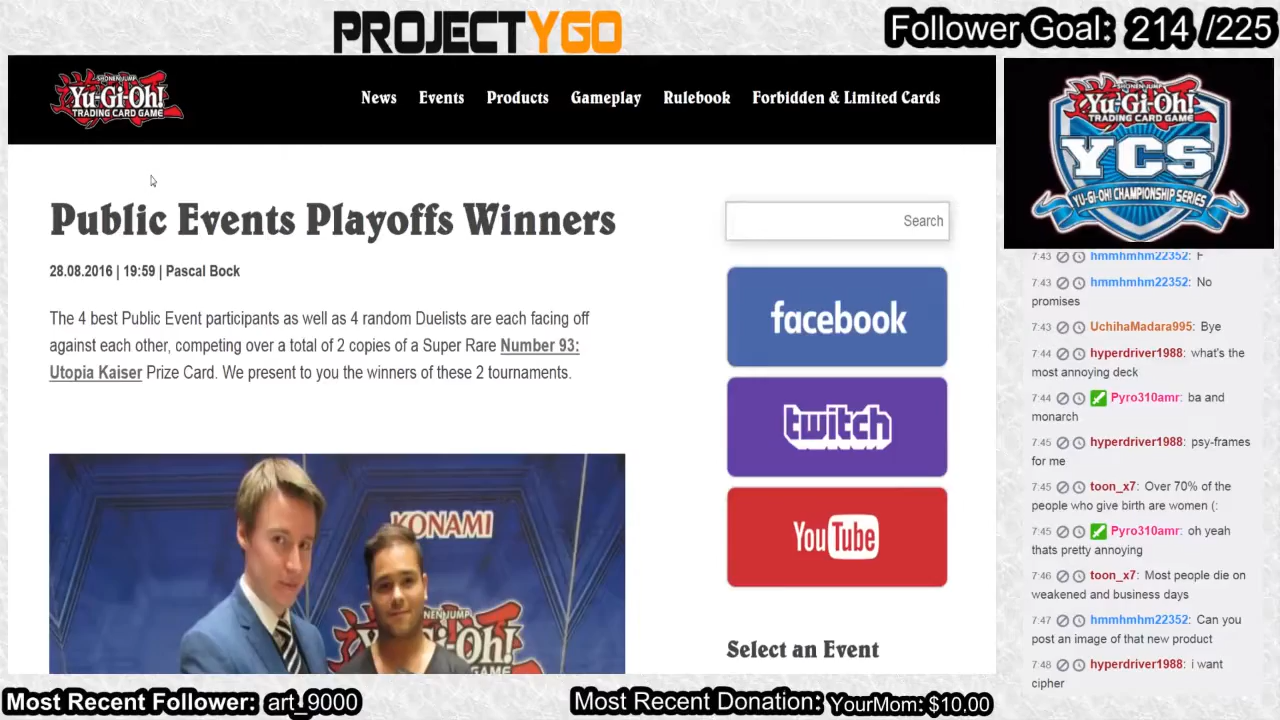 PROJECTYGO
Follower Goal: 214 /225
SHONEN JUMP
Yu-Gi-Oh!
TRADING CARD GAME
News Events Products Gameplay Rulebook Forbidden & Limited Cards
SHONEN JUMP
Yu-Gi-Oh!
TRADING CARD GAME
YCS
YU-GI-OH! CHAMPIONSHIP SERIES
Public Events Playoffs Winners
28.08.2016 | 19:59 | Pascal Bock
The 4 best Public Event participants as well as 4 random Duelists are each facing off
against each other, competing over a total of 2 copies of a Super Rare Number 93:
Utopia Kaiser Prize Card. We present to you the winners of these 2 tournaments.
KONAMI
SHONEN JUMP
Yu-Gi-Oh!
GAME
Search
facebook
twitch
YouTube
Select an Event
7:43 hmmhmhm22352: F
7:43 hmmhmhm22352: No
promises
7:43 UchihaMadara995: Bye
7:44 hyperdriver1988: what's the
most annoying deck
7:44 Pyro310amr: ba and
monarch
7:45 hyperdriver1988: psy-frames
for me
7:45 toon_x7: Over 70% of the
people who give birth are women (:
7:45 Pyro310amr: oh yeah
thats pretty annoying
7:46 toon_x7: Most people die on
weakened and business days
7:47 hmmhmhm22352: Can you
post an image of that new product
7:48 hyperdriver1988: i want
cipher
Most Recent Follower: art_9000
Most Recent Donation: YourMom: $10.00